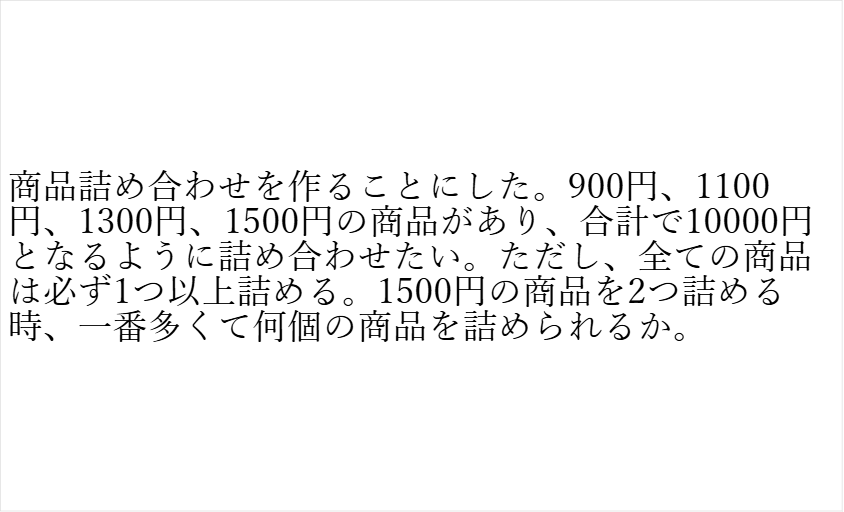 商品詰め合わせを作ることにした。900円、1100
円、1300円、1500円の商品があり、合計で10000円
となるように詰め合わせたい。ただし、全ての商品
は必ず1つ以上詰める。1500円の商品を2つ詰める
時、一番多くて何個の商品を詰められるか。